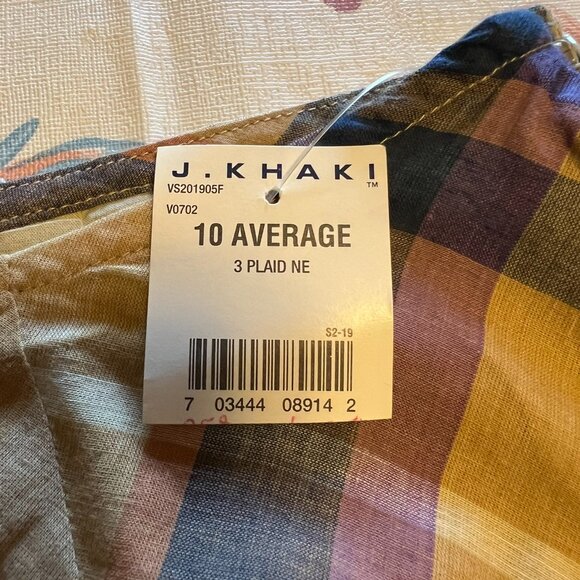 J. KHAKI
TM
VS201905F
V0702
10 AVERAGE
3 PLAID NE
S2-19
7 03444 08914 2